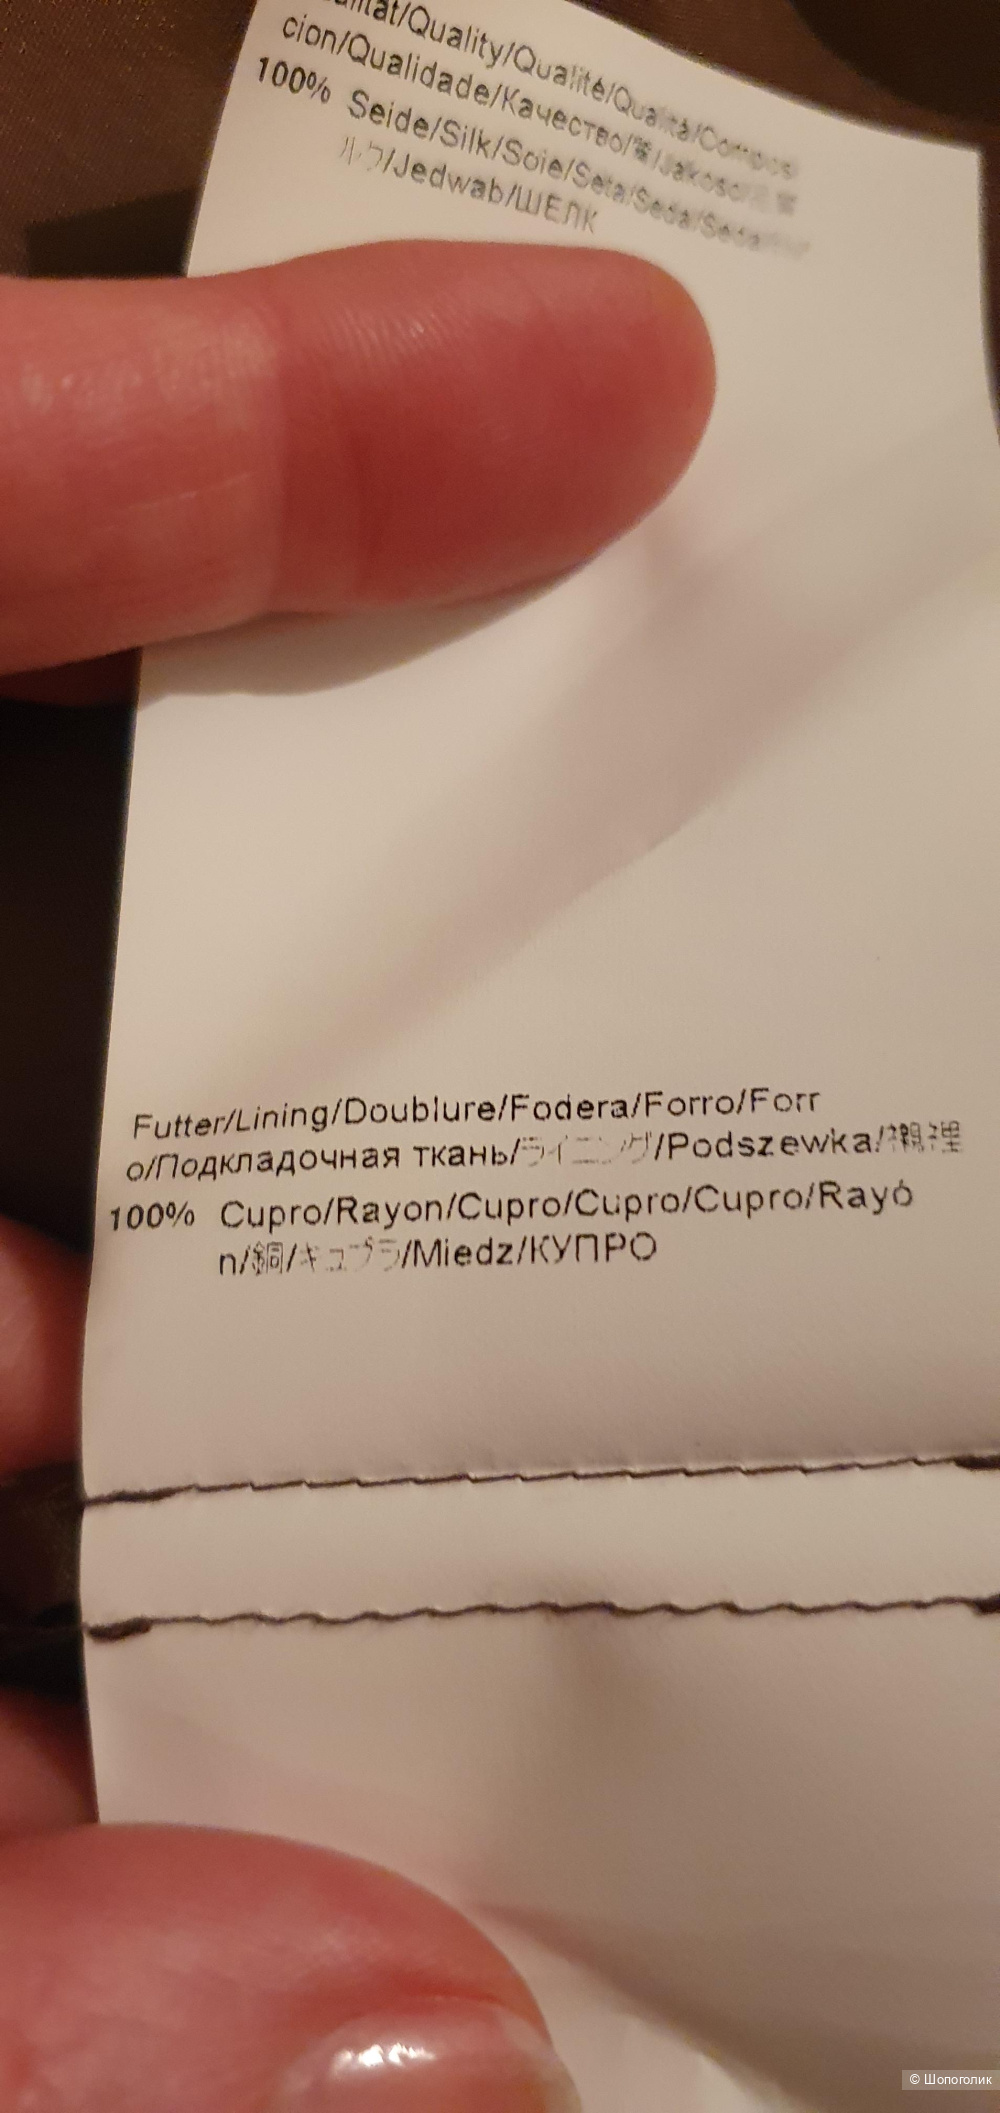 /Quality/Qualité/Qualità/Compos
cion/Qualidade/Качество/
100% Seide/Silk/Soie/Seta/Seda/Seda/
/Jedwab/ШЕЛК
Futter/Lining/Doublure/Fodera/Forro/Forr
o/Подкладочная ткань/ライニング/Podszewka/襯裡
100% Cupro/Rayon/Cupro/Cupro/Cupro/Rayó
n/銅/キュプラ/Miedz/КУПРО
© Шопоголик